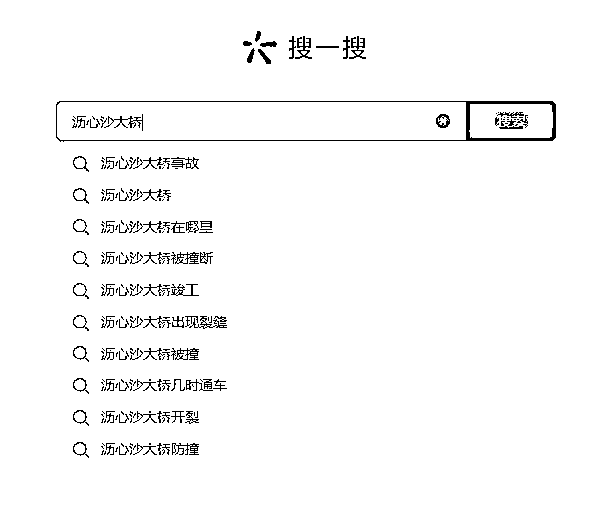 搜一搜
沥心沙大桥
搜索
沥心沙大桥事故
沥心沙大桥
沥心沙大桥在哪里
沥心沙大桥被撞断
沥心沙大桥竣工
沥心沙大桥出现裂缝
沥心沙大桥被撞
沥心沙大桥几时通车
沥心沙大桥开裂
沥心沙大桥防撞